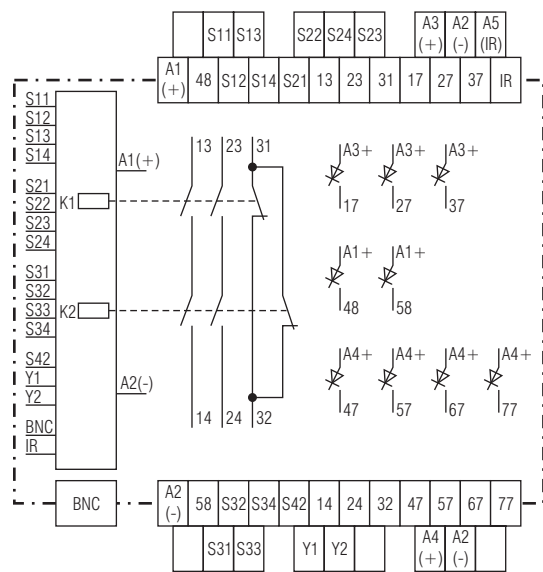 S11 S13 S22 S24 S23 A3 (+) A2 (-) A5 (IR)
A1 (+) 48 S12 S14 S21 13 23 31 17 27 37 IR
S11
S12
S13
S14
A1(+)
S21
S22
K1
S23
S24
S31
S32
S33
K2
S34
S42
Y1
A2(-)
Y2
BNC
IR
13 23 31
14 24 32
A3+ A3+ A3+
17 27 37
A1+ A1+
48 58
A4+ A4+ A4+ A4+
47 57 67 77
BNC
A2 (-) 58 S32 S34 S42 14 24 32 47 57 67 77
S31 S33 Y1 Y2 A4 (+) A2 (-)